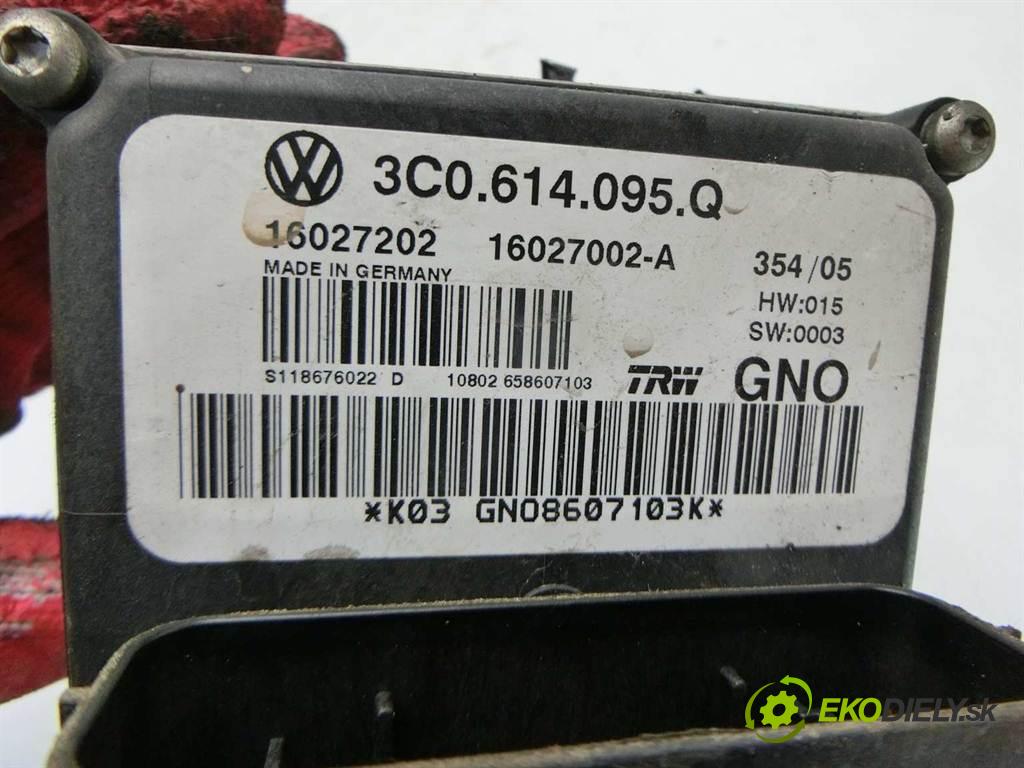 3C0.614.095.Q
16027202 16027002-A 354/05
MADE IN GERMANY
HW:015
SW:0003
S118676022 D 10802 658607103 TRW GNO
*K03 GNO8607103K*
EKODIELY.SK